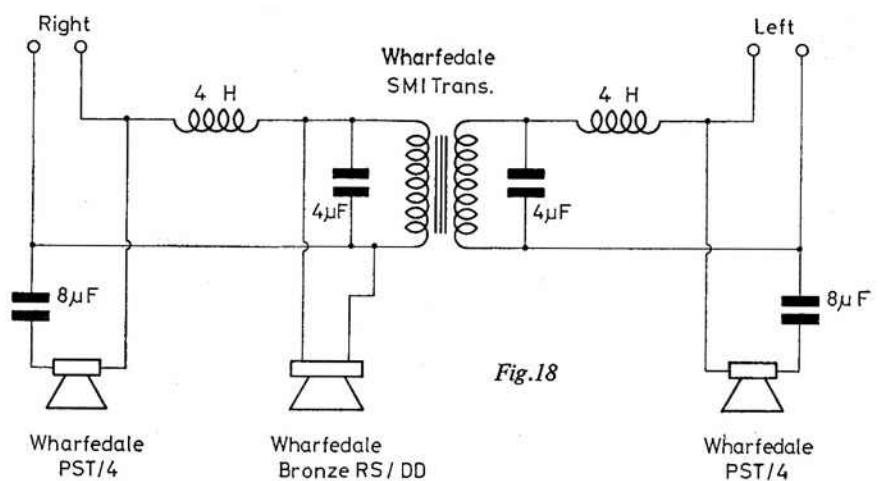 Right
Left
Wharfedale
SMI Trans.
4 H
4 H
4µF
4µF
8µF
8µF
Fig.18
Wharfedale
PST/4
Wharfedale
Bronze RS/DD
Wharfedale
PST/4